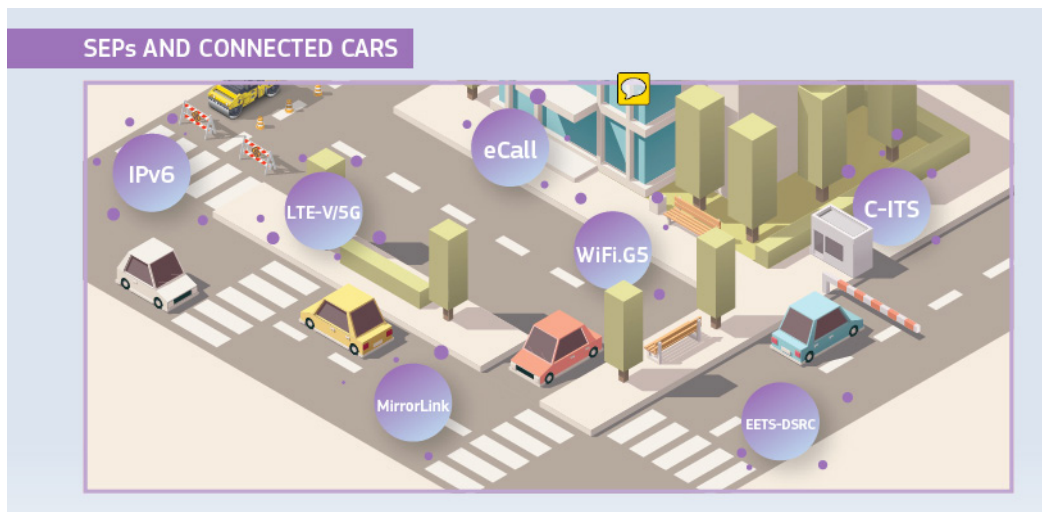 SEPs AND CONNECTED CARS
eCall
IPv6
LTE-V/5G
C-ITS
WiFi.G5
MirrorLink
EETS-DSRC